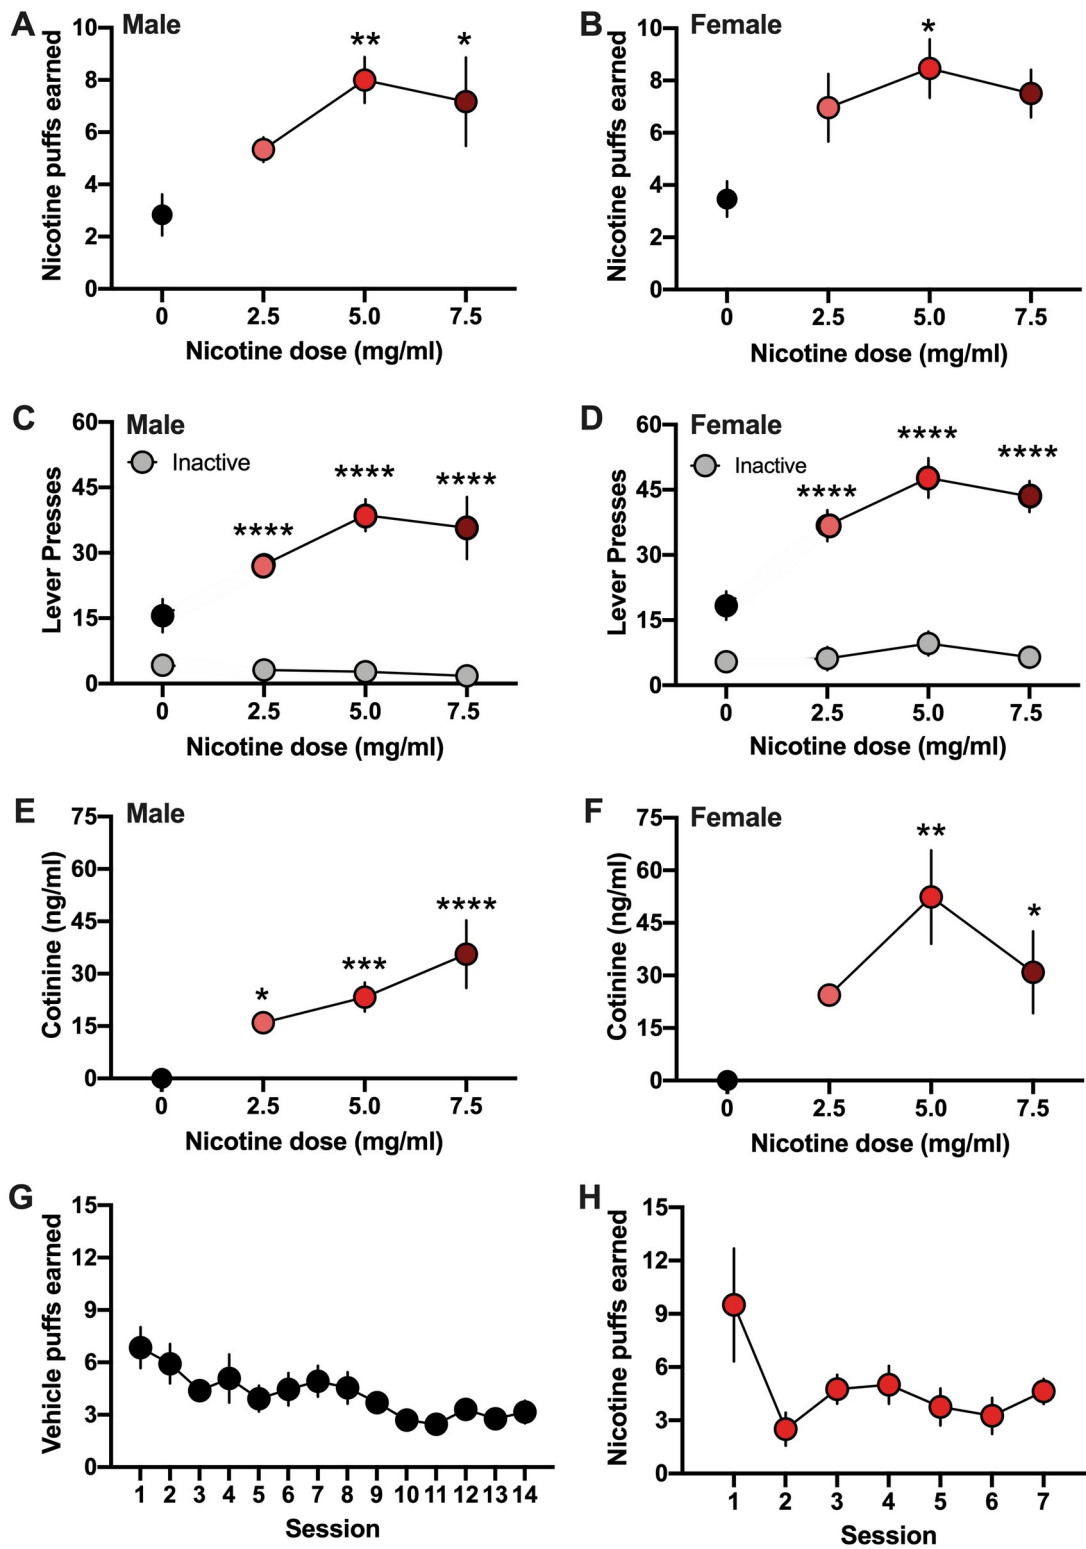 A Male
Nicotine puffs earned
10
8
6
4
2
0
** *
0 2.5 5.0 7.5
Nicotine dose (mg/ml)
B Female
Nicotine puffs earned
10
8
6
4
2
0
*
0 2.5 5.0 7.5
Nicotine dose (mg/ml)
C Male
Inactive
Lever Presses
60
45
30
15
0
**** **** ****
0 2.5 5.0 7.5
Nicotine dose (mg/ml)
D Female
Inactive
Lever Presses
60
45
30
15
0
**** **** ****
0 2.5 5.0 7.5
Nicotine dose (mg/ml)
E Male
Cotinine (ng/ml)
75
60
45
30
15
0
* *** ****
0 2.5 5.0 7.5
Nicotine dose (mg/ml)
F Female
Cotinine (ng/ml)
75
60
45
30
15
0
** *
0 2.5 5.0 7.5
Nicotine dose (mg/ml)
G
Vehicle puffs earned
15
12
9
6
3
0
1 2 3 4 5 6 7 8 9 10 11 12 13 14
Session
H
Nicotine puffs earned
15
12
9
6
3
0
1 2 3 4 5 6 7
Session